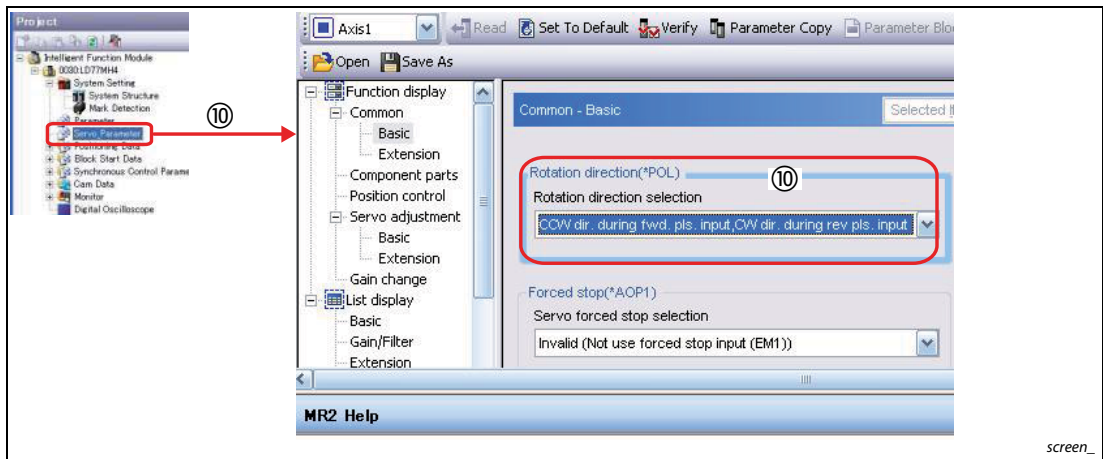 Project
Intelligent Function Module
0030:LD77MH4
System Setting
System Structure
Mark Detection
Parameter
Servo_Parameter
Positioning Data
Block Start Data
Synchronous Control Parame
Cam Data
Monitor
Digital Oscilloscope
⑩
Axis1
Read
Set To Default
Verify
Parameter Copy
Parameter Blo
Open
Save As
Function display
Common
Basic
Extension
Component parts
Position control
Servo adjustment
Basic
Extension
Gain change
List display
Basic
Gain/Filter
Extension
Common - Basic
Selected I
Rotation direction(*POL)
⑩
Rotation direction selection
CCW dir. during fwd. pls. input,CW dir. during rev pls. input
Forced stop(*AOP1)
Servo forced stop selection
Invalid (Not use forced stop input (EM1))
MR2 Help
screen_